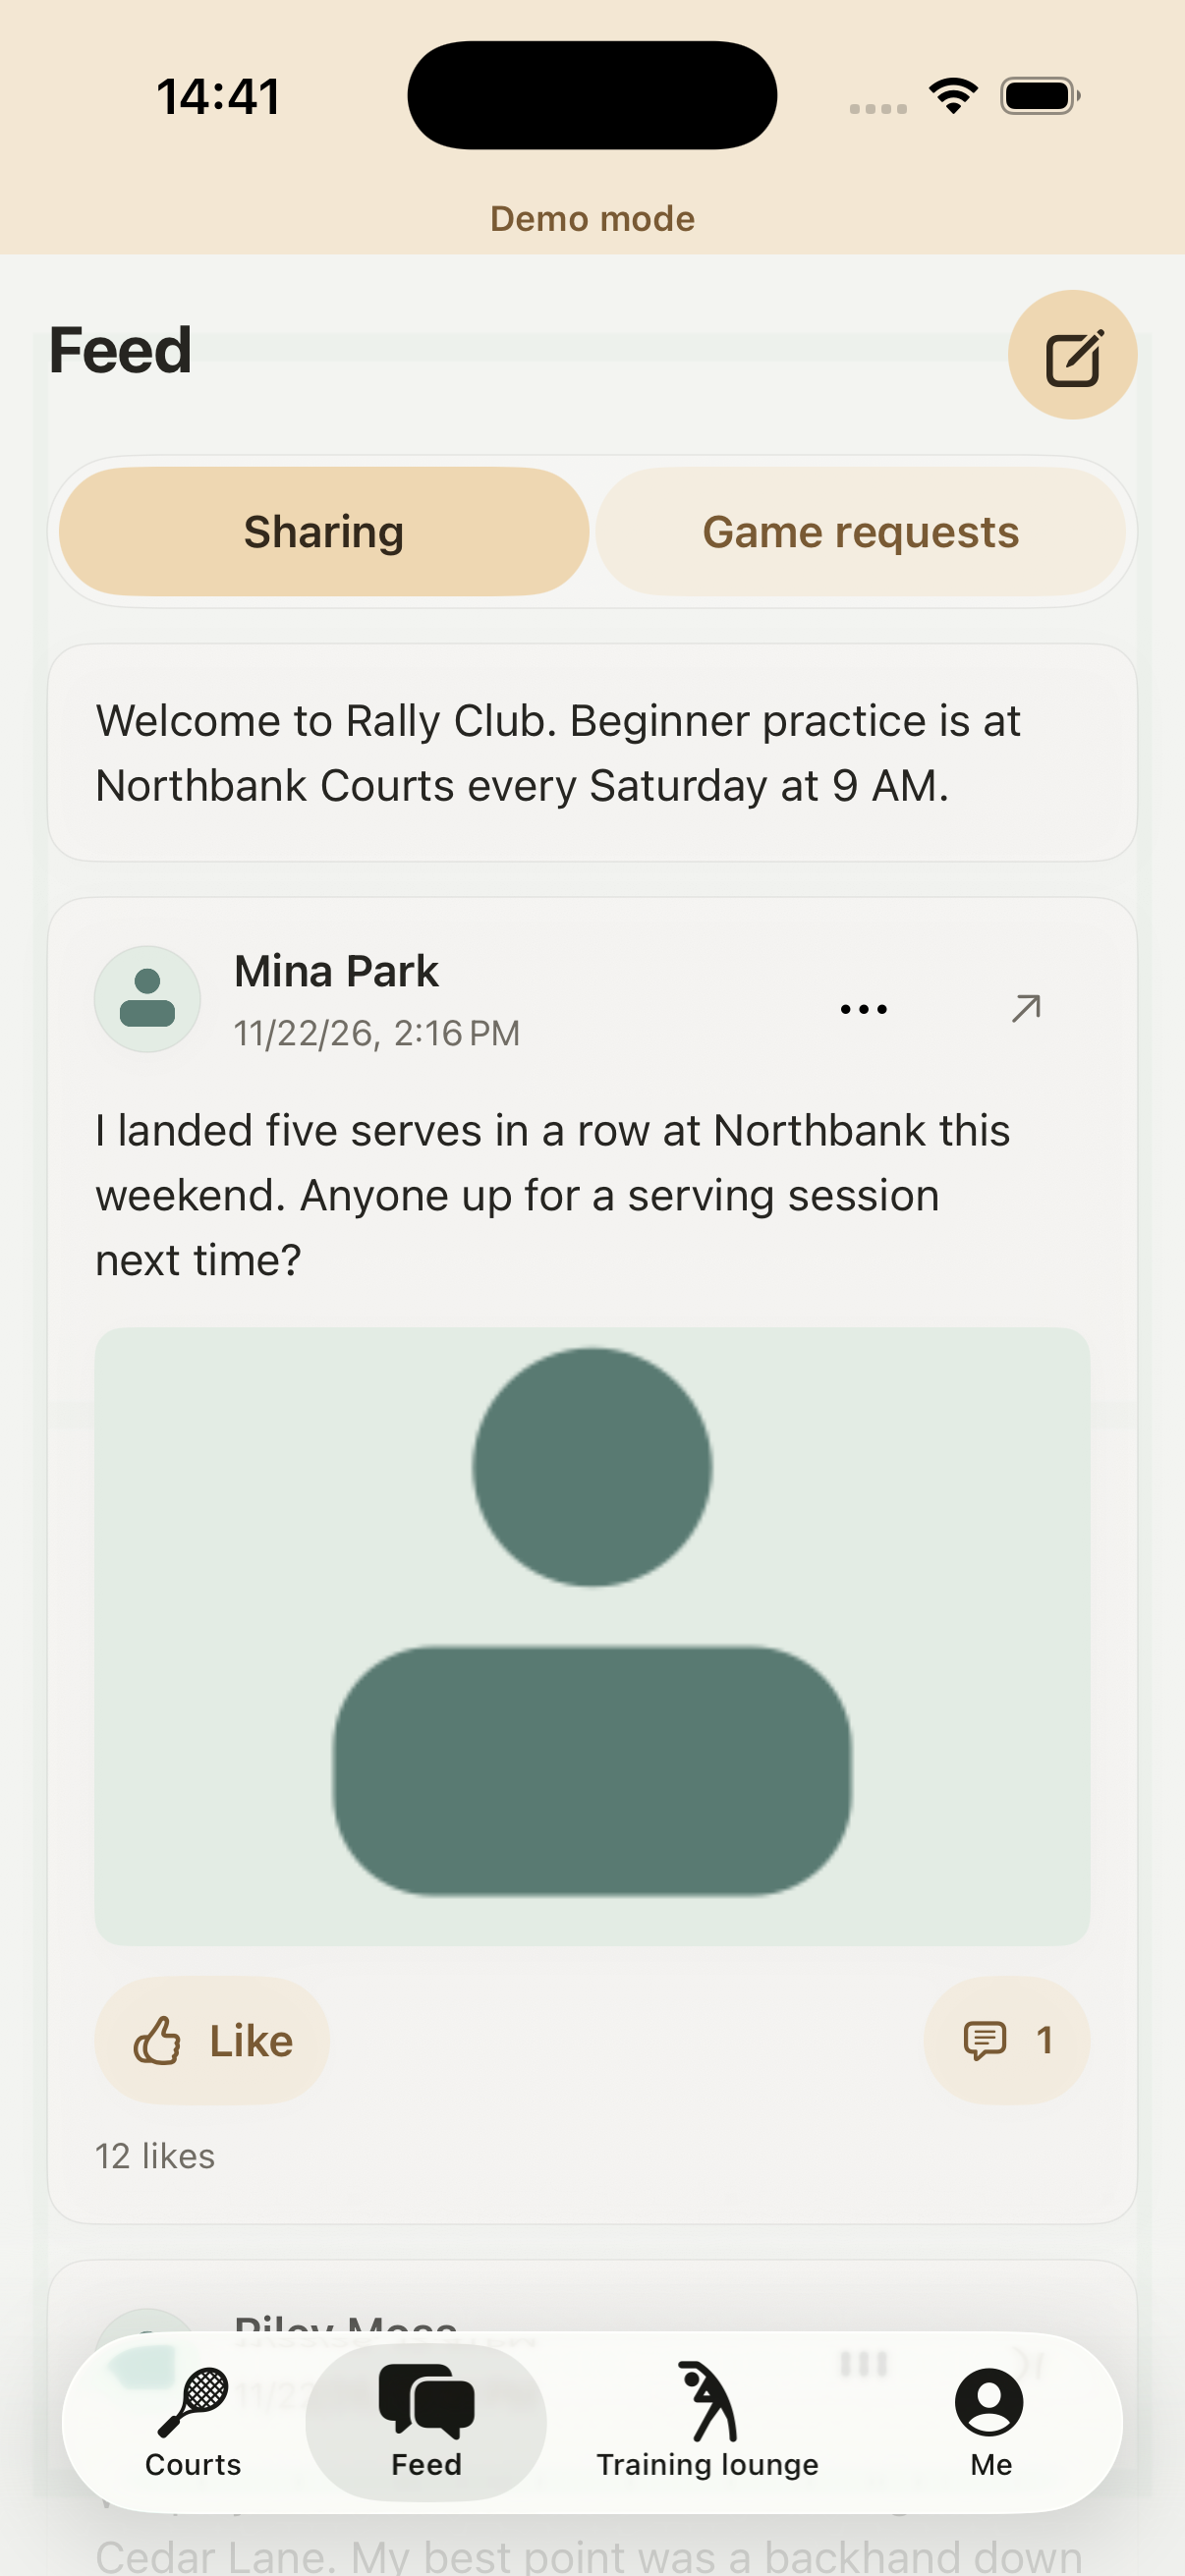 14:41
Demo mode
Feed
Sharing
Game requests
Welcome to Rally Club. Beginner practice is at
Northbank Courts every Saturday at 9 AM.
Mina Park
11/22/26, 2:16 PM
I landed five serves in a row at Northbank this
weekend. Anyone up for a serving session
next time?
Like
1
12 likes
Riley Moss
Courts
Feed
Training lounge
Me
Cedar Lane. My best point was a backhand down